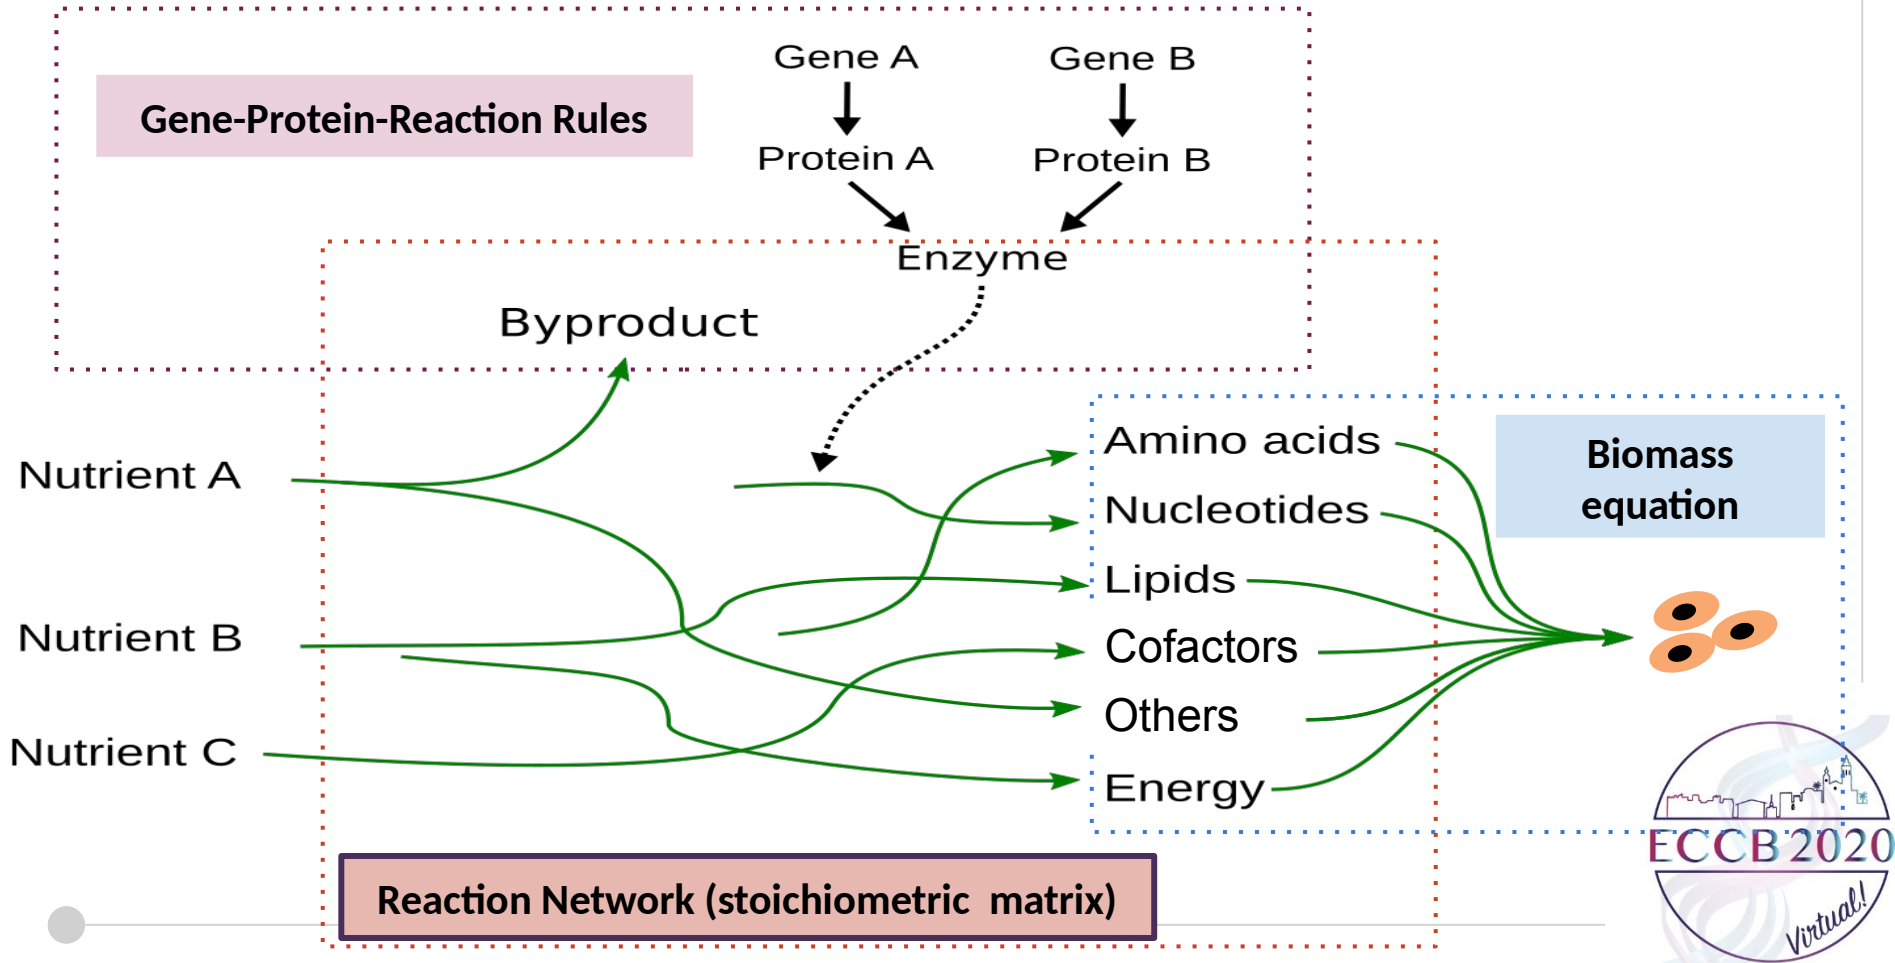 Gene A
Gene B
Gene-Protein-Reaction Rules
Protein A
Protein B
Enzyme
Byproduct
Amino acids
Biomass
equation
Nutrient A
Nucleotides
Lipids
Nutrient B
Cofactors
Others
Nutrient C
Energy
ECCB 2020
Reaction Network (stoichiometric  matrix)
Virtual!